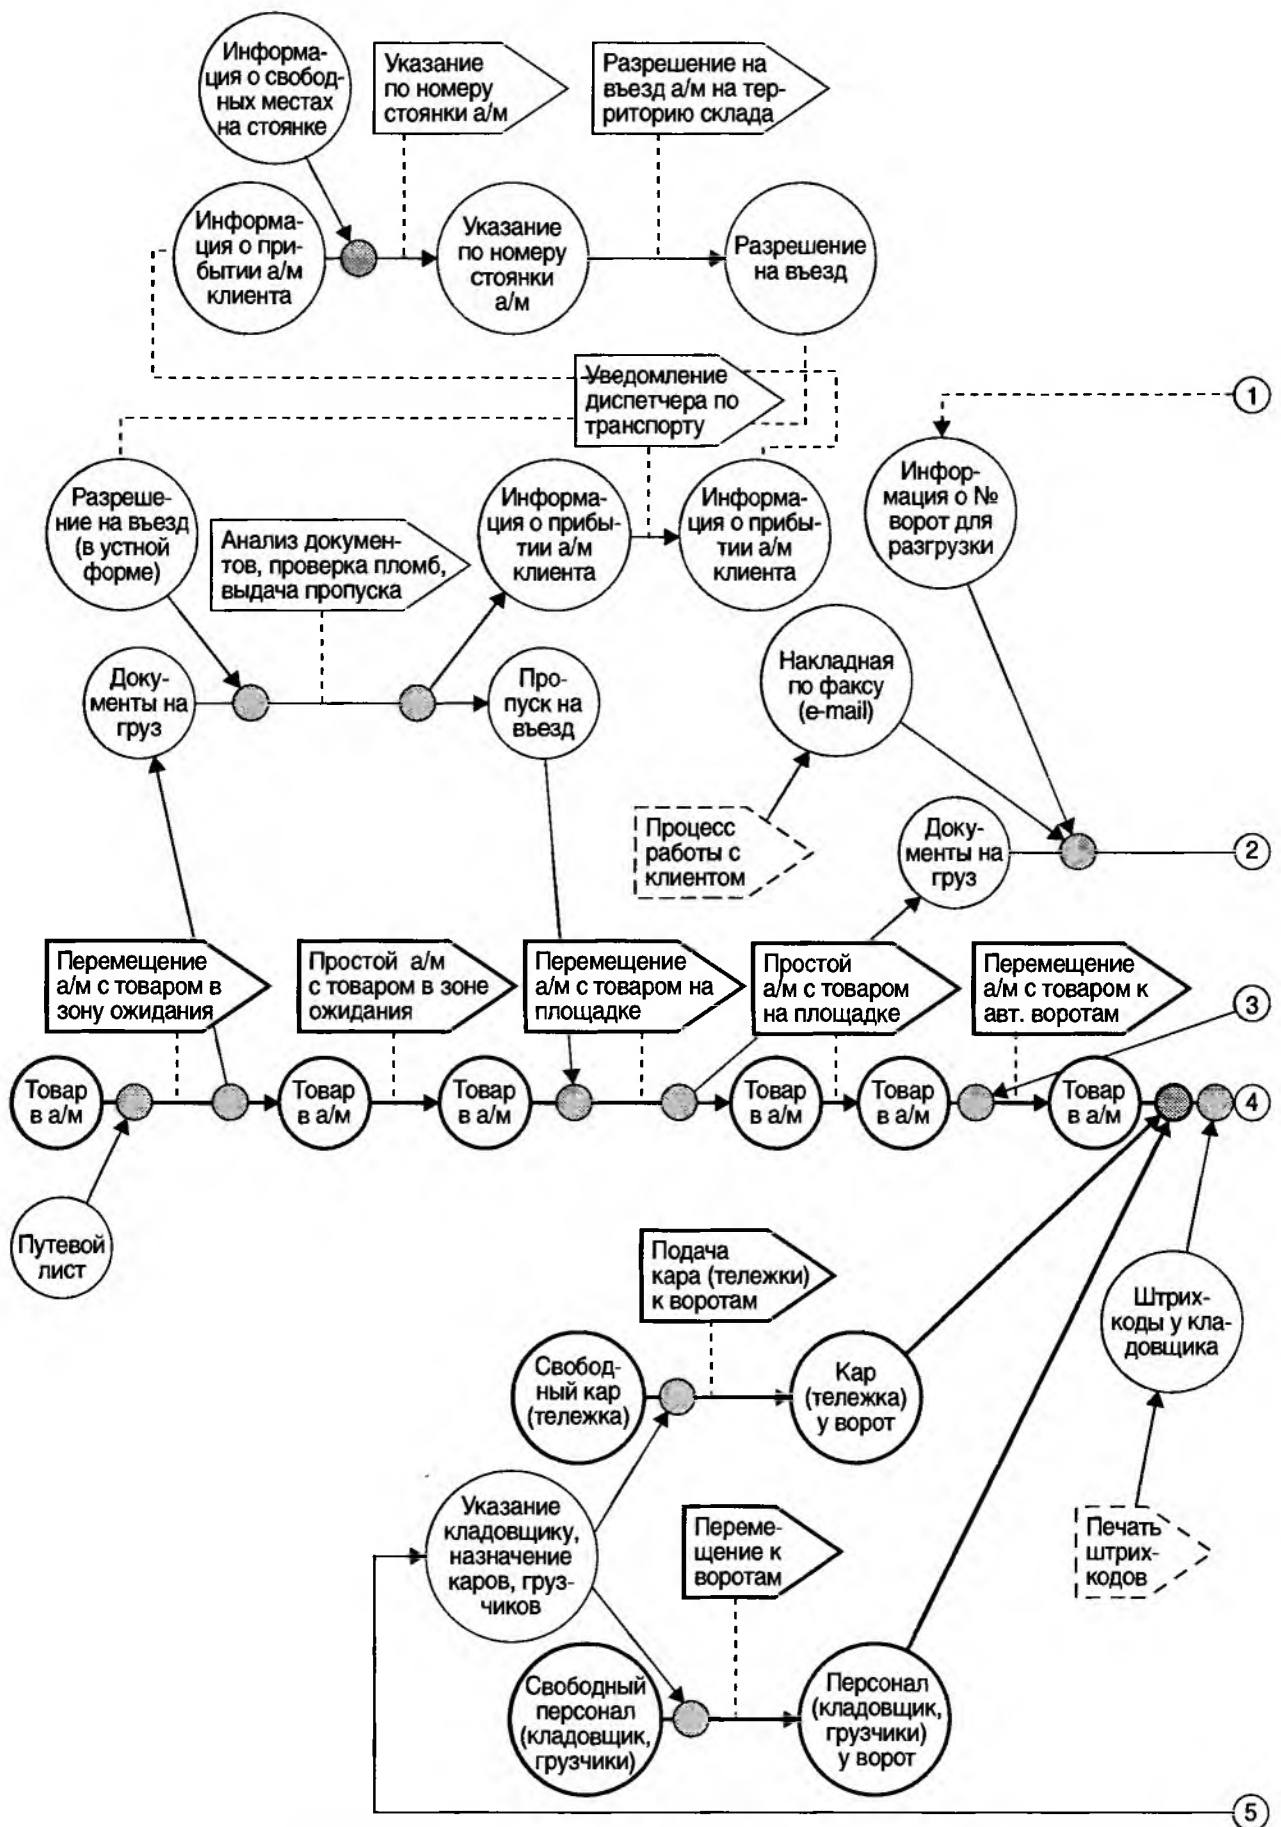 Информа-
ция о свобод-
ных местах
на стоянке
Указание
по номеру
стоянки а/м
Разрешение на
въезд а/м на тер-
риторию склада
Информа-
ция о при-
бытии а/м
клиента
Указание
по номеру
стоянки
а/м
Разрешение
на въезд
Уведомление
диспетчера по
транспорту
1
Разреше-
ние на въезд
(в устной
форме)
Анализ докумен-
тов, проверка пломб,
выдача пропуска
Информа-
ция о прибы-
тии а/м
клиента
Информа-
ция о прибы-
тии а/м
клиента
Инфор-
мация о №
ворот для
разгрузки
Доку-
менты на
груз
Про-
пуск на
въезд
Накладная
по факсу
(e-mail)
Процесс
работы с
клиентом
Доку-
менты на
груз
2
Перемещение
а/м с товаром в
зону ожидания
Простой а/м
с товаром в зоне
ожидания
Перемещение
а/м с товаром на
площадке
Простой
а/м с товаром
на площадке
Перемещение
а/м с товаром к
авт. воротам
3
Товар
в а/м
Товар
в а/м
Товар
в а/м
Товар
в а/м
Товар
в а/м
Товар
в а/м
4
Путевой
лист
Подача
кара (тележки)
к воротам
Штрих-
коды у кла-
довщика
Свобод-
ный кар
(тележка)
Кар
(тележка)
у ворот
Указание
кладовщику,
назначение
каров, груз-
чиков
Переме-
щение к
воротам
Печать
штрих-
кодов
Свободный
персонал
(кладовщик,
грузчики)
Персонал
(кладовщик,
грузчики)
у ворот
5